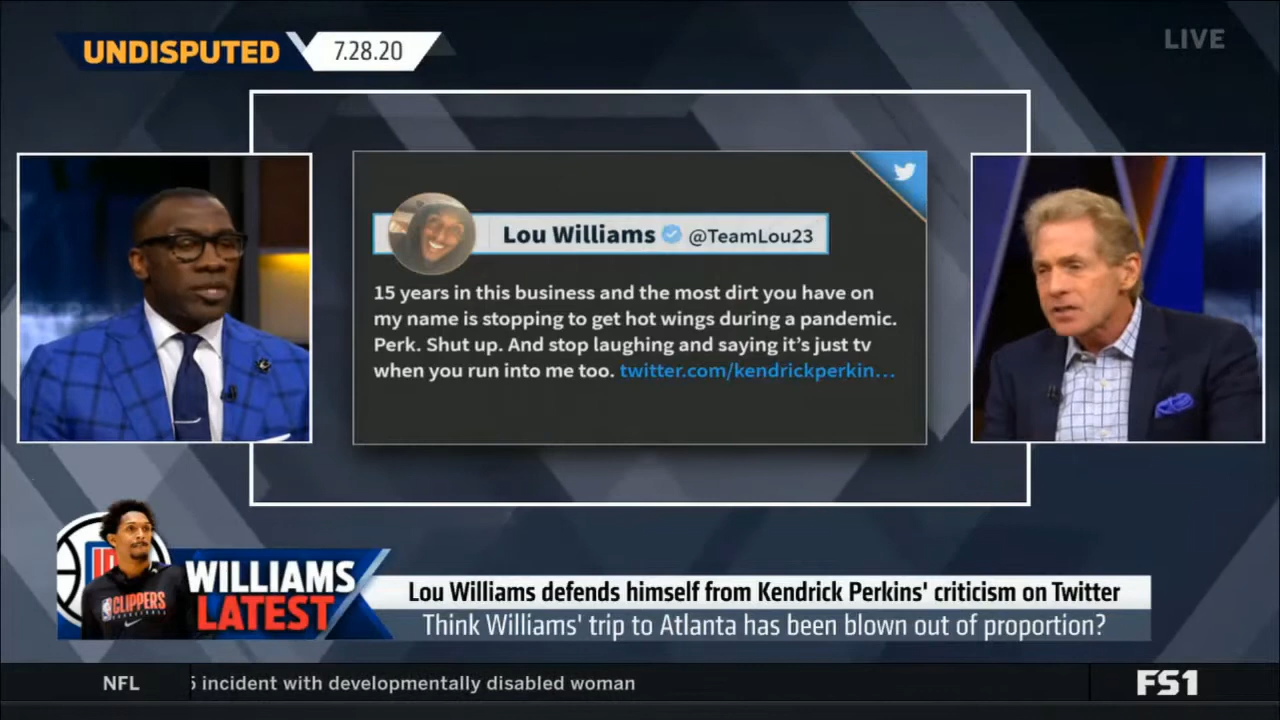 UNDISPUTED
7.28.20
LIVE
Lou Williams @TeamLou23
15 years in this business and the most dirt you have on
my name is stopping to get hot wings during a pandemic.
Perk. Shut up. And stop laughing and saying it's just tv
when you run into me too. twitter.com/kendrickperkin...
CLIPPERS
WILLIAMS
LATEST
Lou Williams defends himself from Kendrick Perkins' criticism on Twitter
Think Williams' trip to Atlanta has been blown out of proportion?
NFL
incident with developmentally disabled woman
FS1